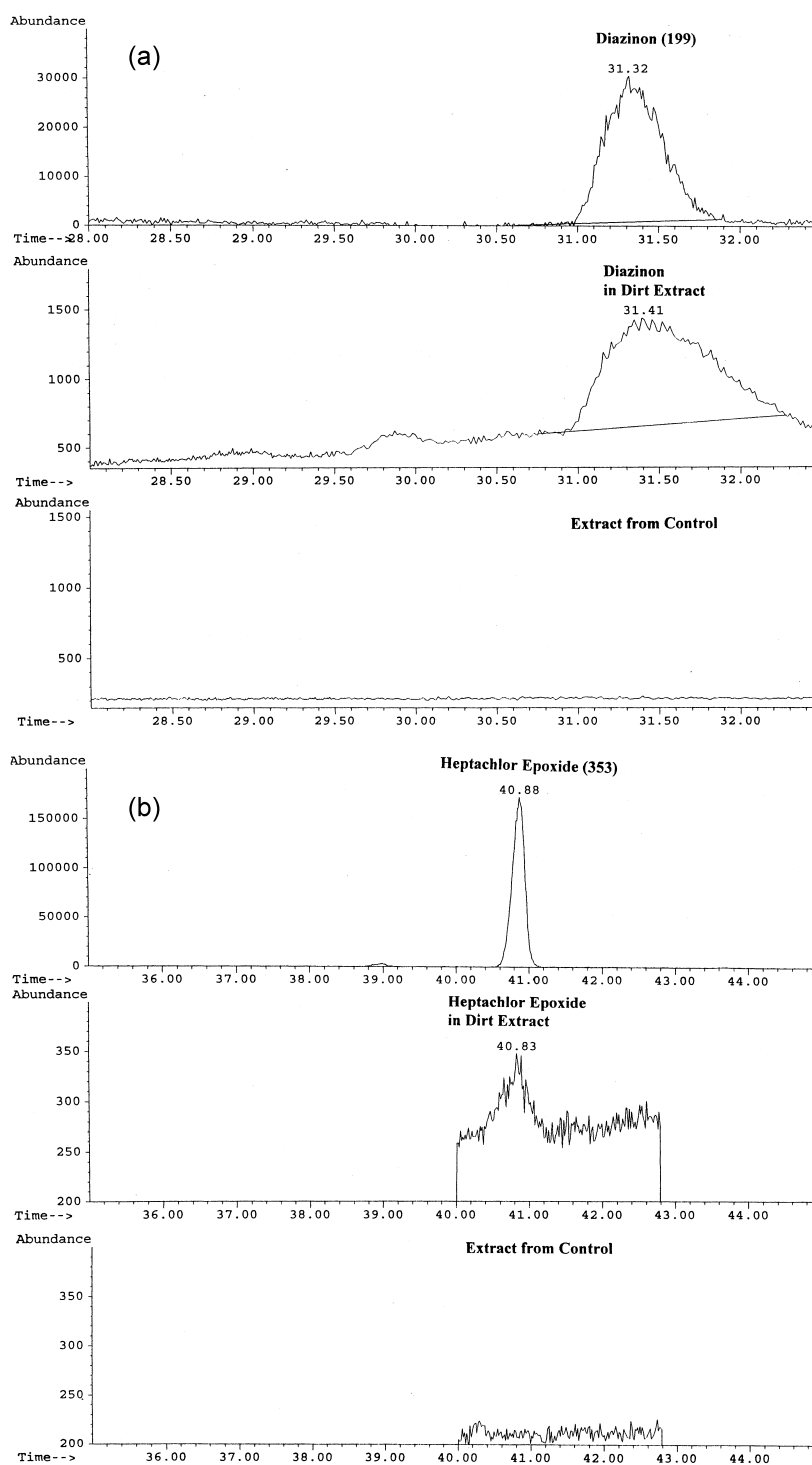 Abundance
(a)
Diazinon (199)
31.32
30000
20000
10000
0
Time-->28.00 28.50 29.00 29.50 30.00 30.50 31.00 31.50 32.00
Abundance
Diazinon
in Dirt Extract
31.41
1500
1000
500
Time--> 28.50 29.00 29.50 30.00 30.50 31.00 31.50 32.00
Abundance
Extract from Control
1500
1000
500
Time--> 28.50 29.00 29.50 30.00 30.50 31.00 31.50 32.00
Abundance
(b)
Heptachlor Epoxide (353)
40.88
150000
100000
50000
0
Time--> 36.00 37.00 38.00 39.00 40.00 41.00 42.00 43.00 44.00
Abundance
Heptachlor Epoxide
in Dirt Extract
40.83
350
300
250
200
Time--> 36.00 37.00 38.00 39.00 40.00 41.00 42.00 43.00 44.00
Abundance
Extract from Control
350
300
250
200
Time--> 36.00 37.00 38.00 39.00 40.00 41.00 42.00 43.00 44.00